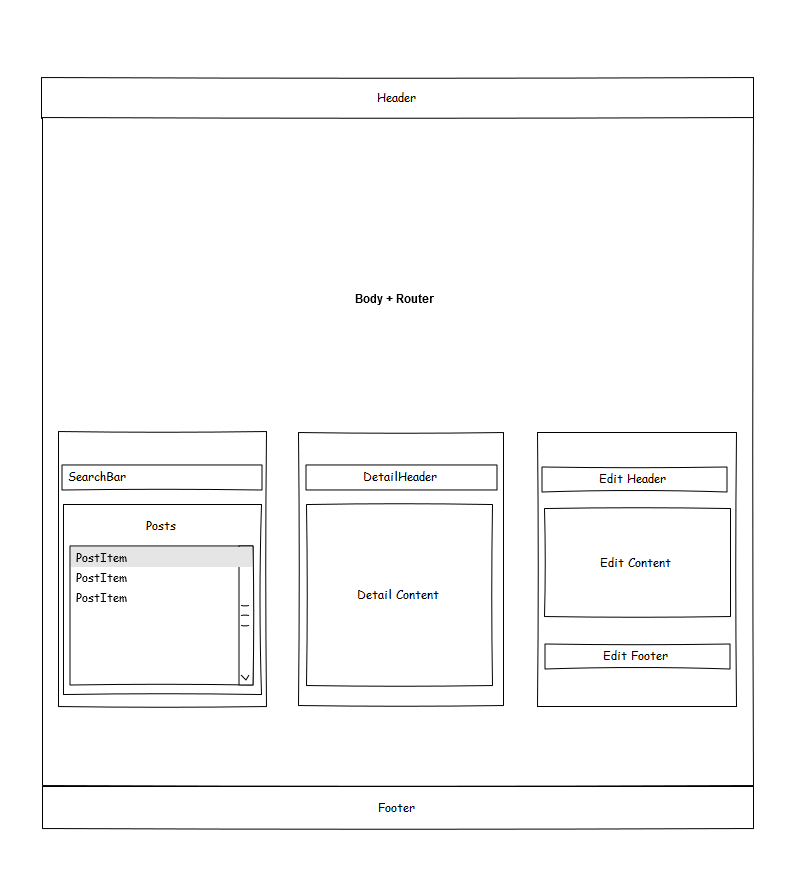 Header
Body + Router
SearchBar
Posts
PostItem
PostItem
PostItem
DetailHeader
Detail Content
Edit Header
Edit Content
Edit Footer
Footer